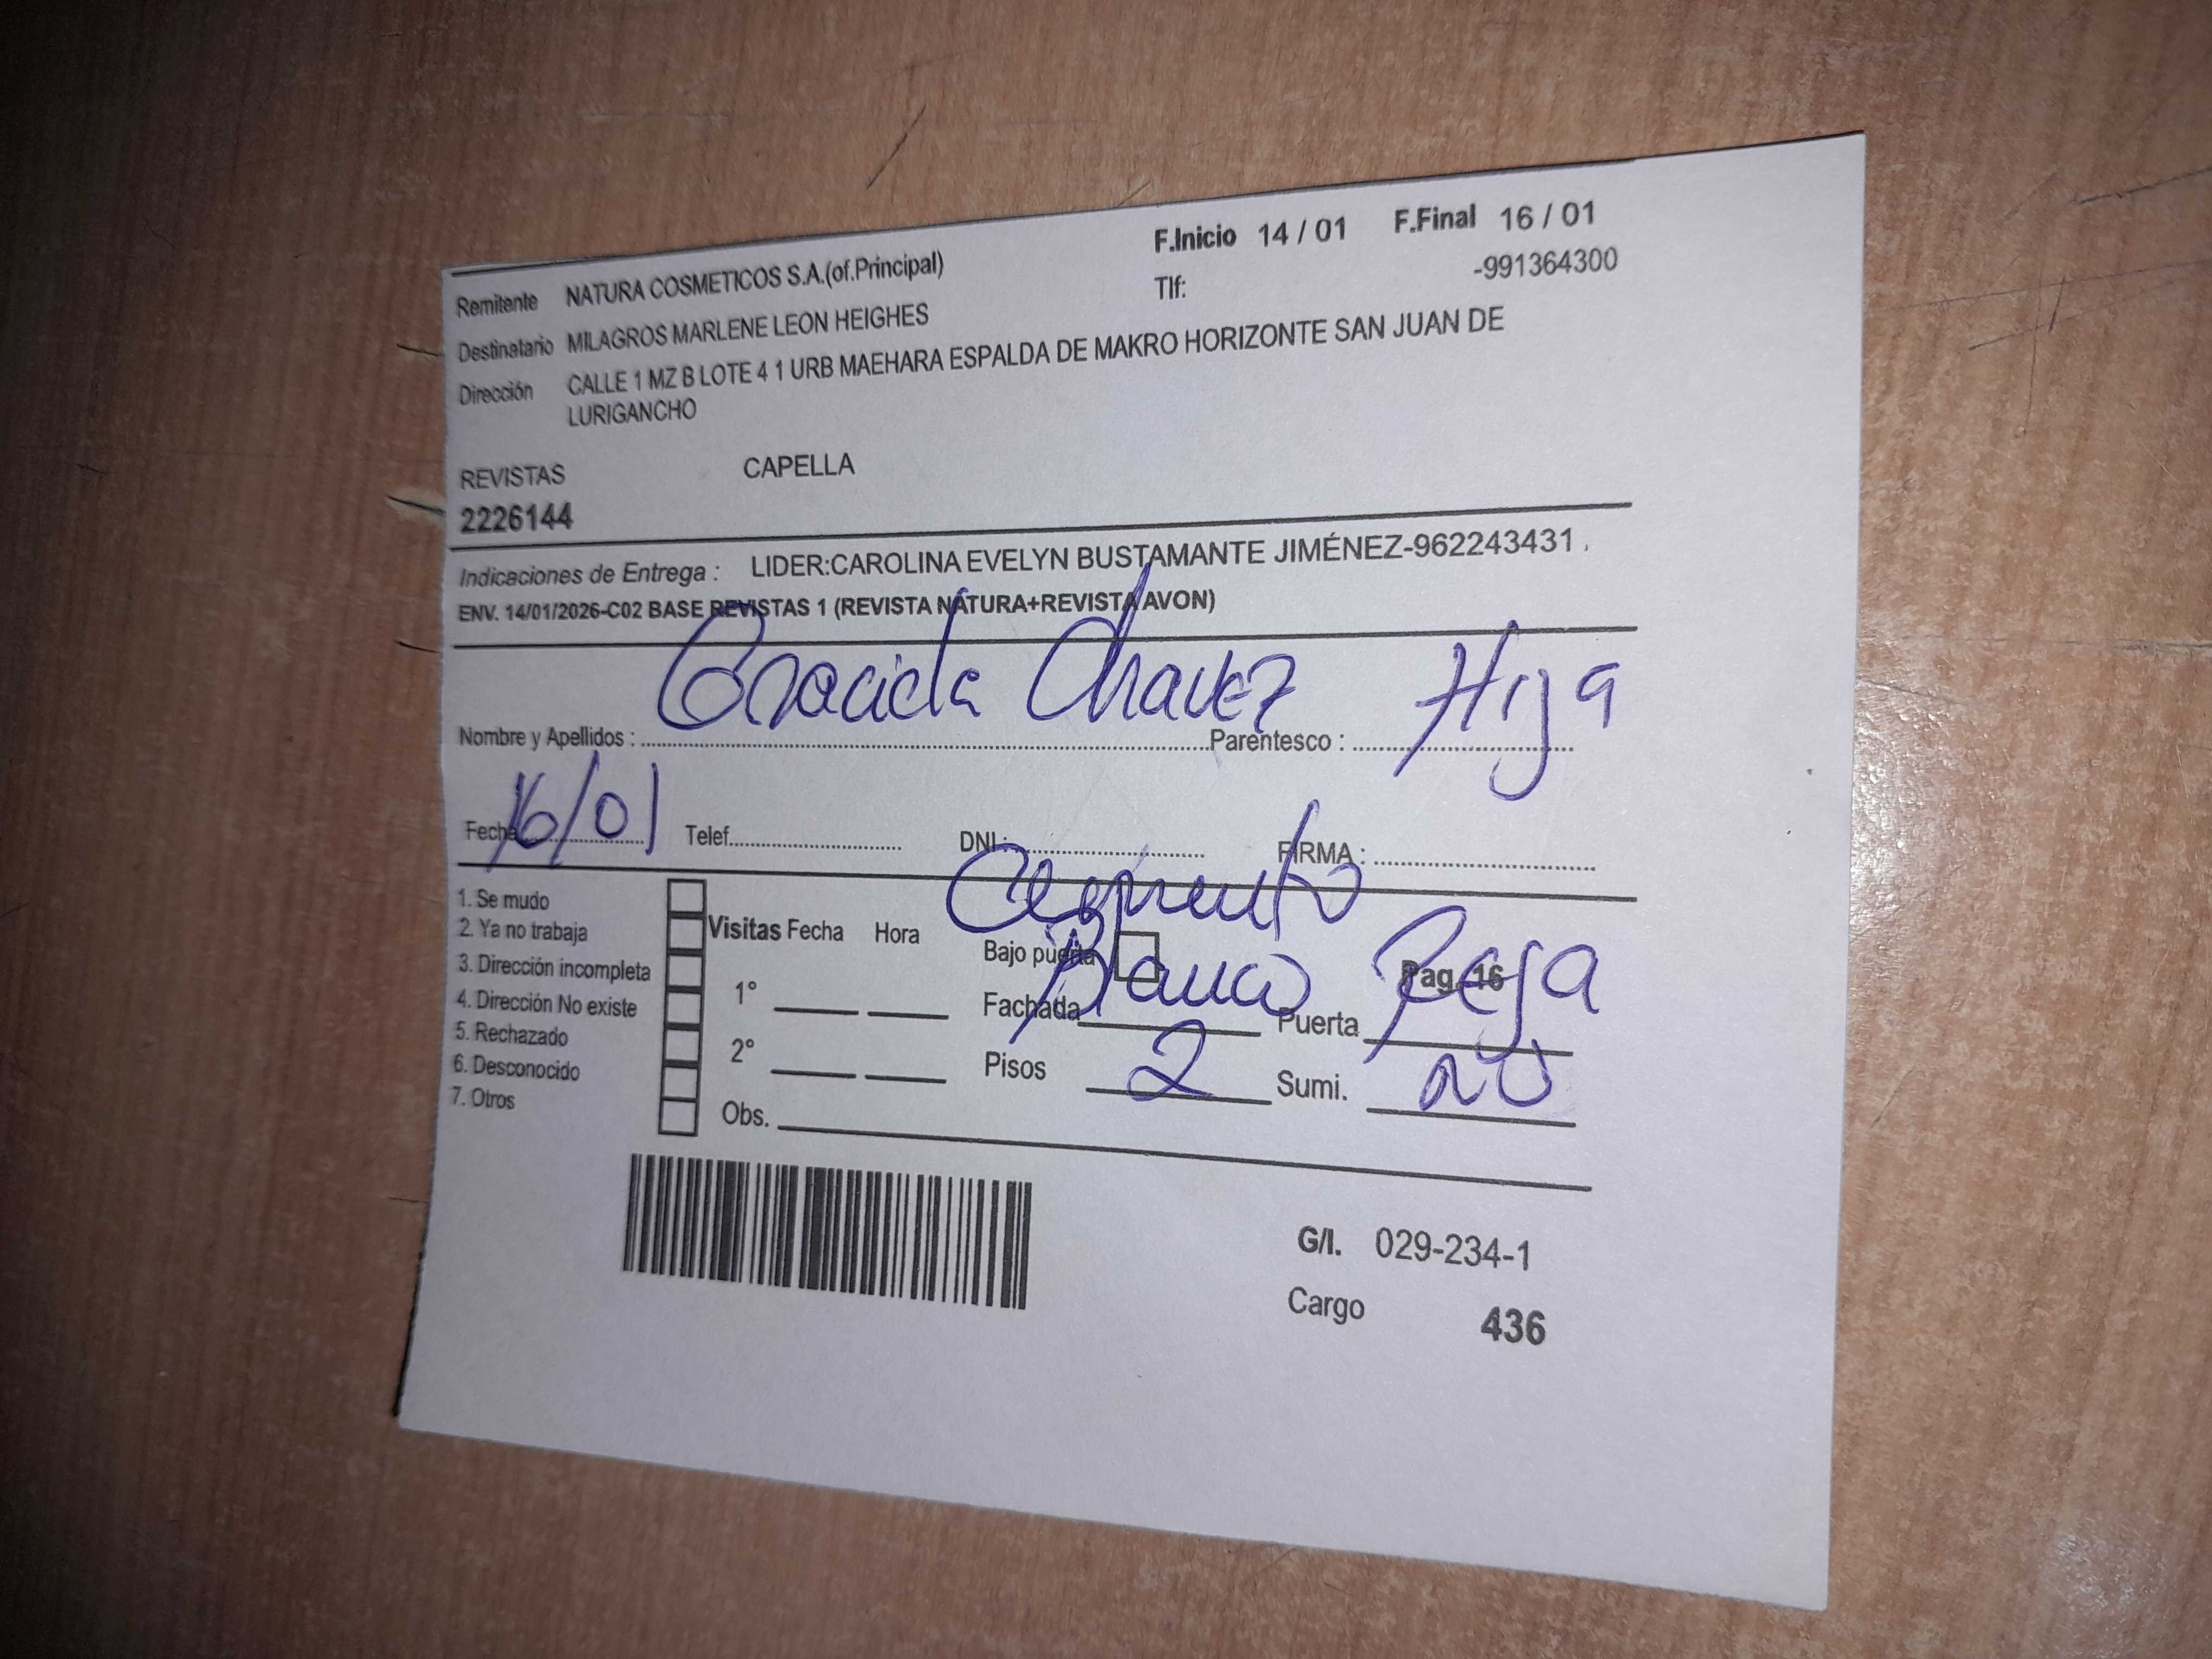 F.Inicio 14 / 01 F.Final 16 / 01
Remitente NATURA COSMETICOS S.A.(of.Principal) Tlf: -991364300
Destinatario MILAGROS MARLENE LEON HEIGHES
Dirección CALLE 1 MZ B LOTE 4 1 URB MAEHARA ESPALDA DE MAKRO HORIZONTE SAN JUAN DE
LURIGANCHO
REVISTAS CAPELLA
2226144
Indicaciones de Entrega : LIDER:CAROLINA EVELYN BUSTAMANTE JIMÉNEZ-962243431 .
ENV. 14/01/2026-C02 BASE REVISTAS 1 (REVISTA NATURA+REVISTA AVON)
Nombre y Apellidos : Graciela Chavez Parentesco : Hija
Fecha 16/01 Telef. DNI : FIRMA :
1. Se mudo
2. Ya no trabaja
3. Dirección incompleta
4. Dirección No existe
5. Rechazado
6. Desconocido
7. Otros
Visitas Fecha Hora
1°
2°
Obs.
Cemento
Bajo puerta Pag. 16
Fachada Blanco Puerta Reja
Pisos 2 Sumi.
G/I. 029-234-1
Cargo 436